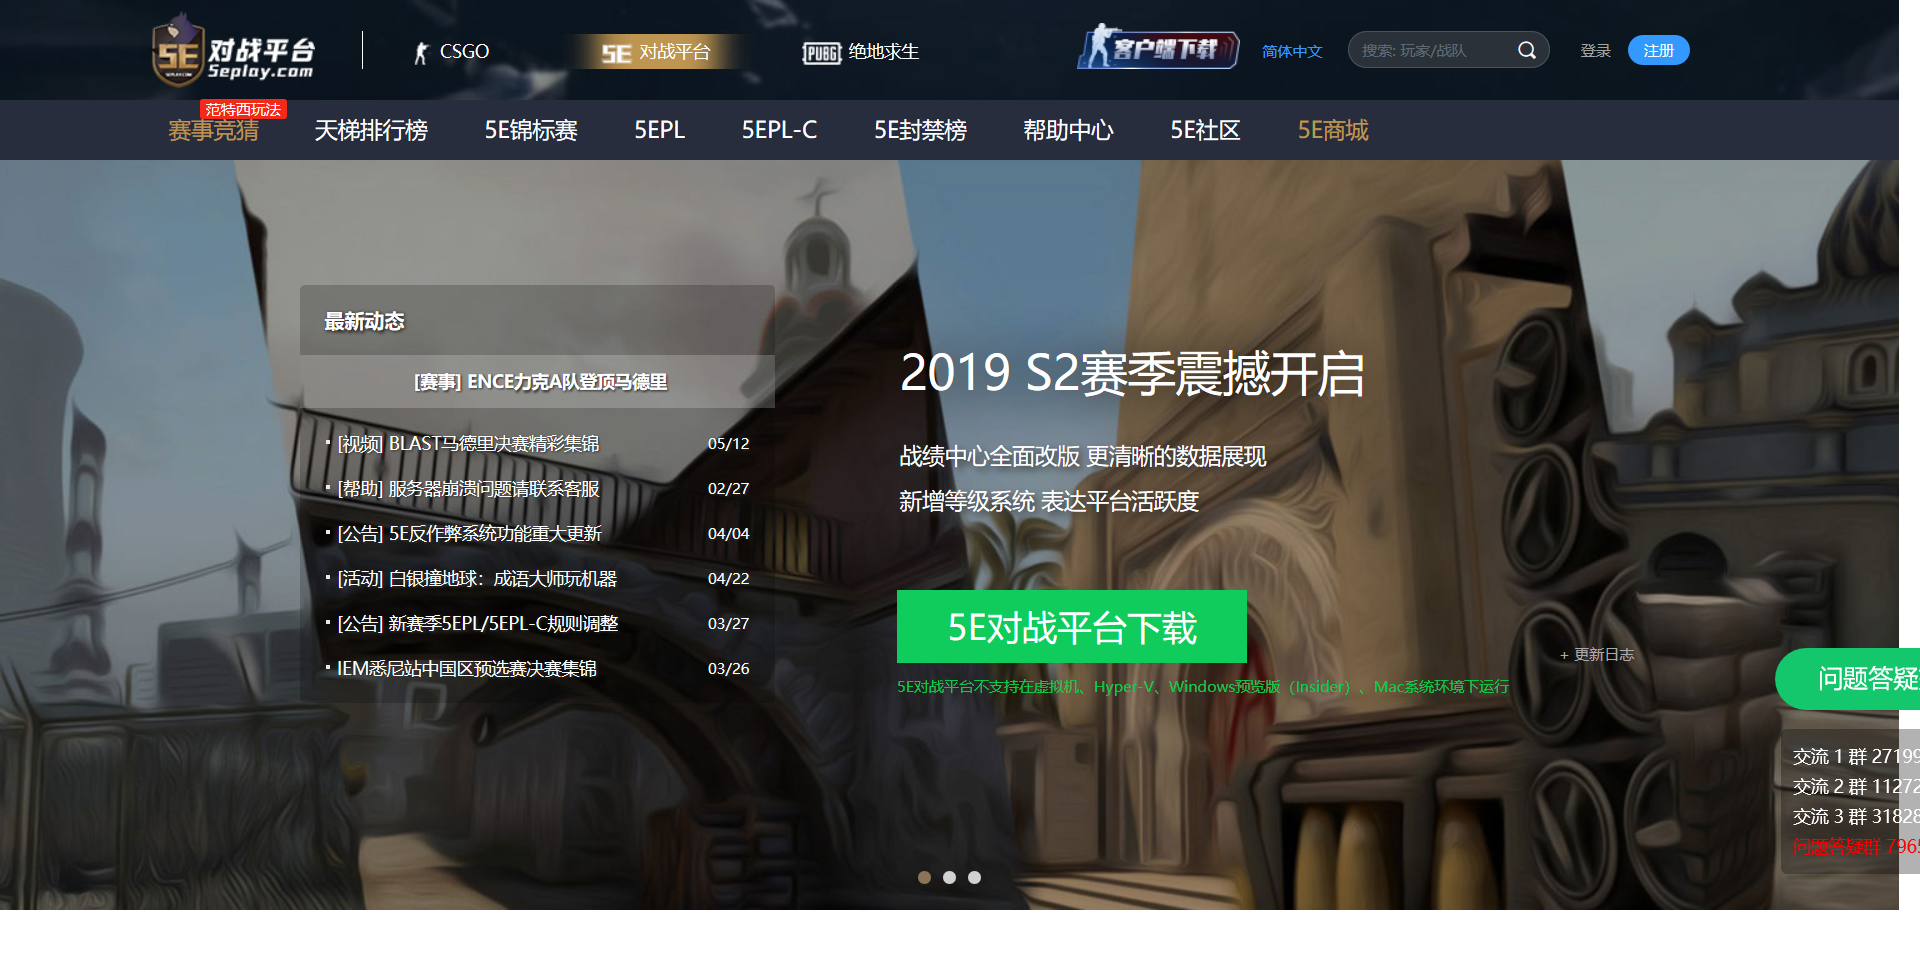 5E 对战平台
5eplay.com
CSGO
5E 对战平台
PUBG 绝地求生
客户端下载
简体中文
搜索: 玩家/战队
登录
注册
范特西玩法
赛事竞猜
天梯排行榜
5E锦标赛
5EPL
5EPL-C
5E封禁榜
帮助中心
5E社区
5E商城
最新动态
[赛事] ENCE力克A队登顶马德里
· [视频] BLAST马德里决赛精彩集锦 05/12
· [帮助] 服务器崩溃问题请联系客服 02/27
· [公告] 5E反作弊系统功能重大更新 04/04
· [活动] 白银撞地球：成语大师玩机器 04/22
· [公告] 新赛季5EPL/5EPL-C规则调整 03/27
· IEM悉尼站中国区预选赛决赛集锦 03/26
2019 S2赛季震撼开启
战绩中心全面改版 更清晰的数据展现
新增等级系统 表达平台活跃度
5E对战平台下载
5E对战平台不支持在虚拟机、Hyper-V、Windows预览版（Insider）、Mac系统环境下运行
+ 更新日志
问题答疑
交流 1 群 27199
交流 2 群 11272
交流 3 群 31828
问题答疑群 796